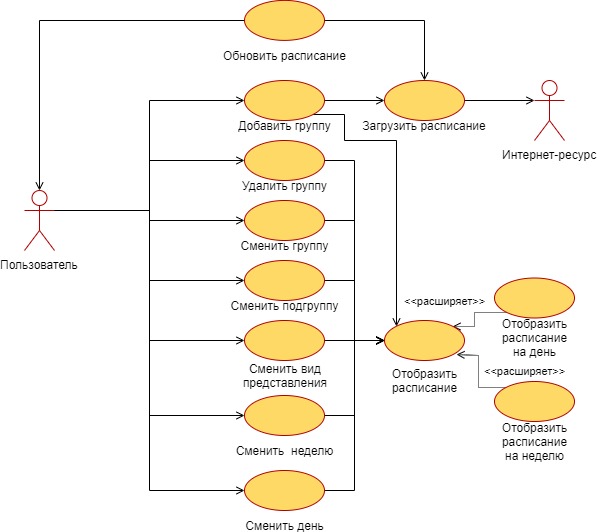 Обновить расписание
Добавить группу
Загрузить расписание
Интернет-ресурс
Удалить группу
Пользователь
Сменить группу
Сменить подгруппу
<<расширяет>>
Отобразить
расписание
на день
Сменить вид
представления
Отобразить
расписание
<<расширяет>>
Отобразить
расписание
на неделю
Сменить  неделю
Сменить день